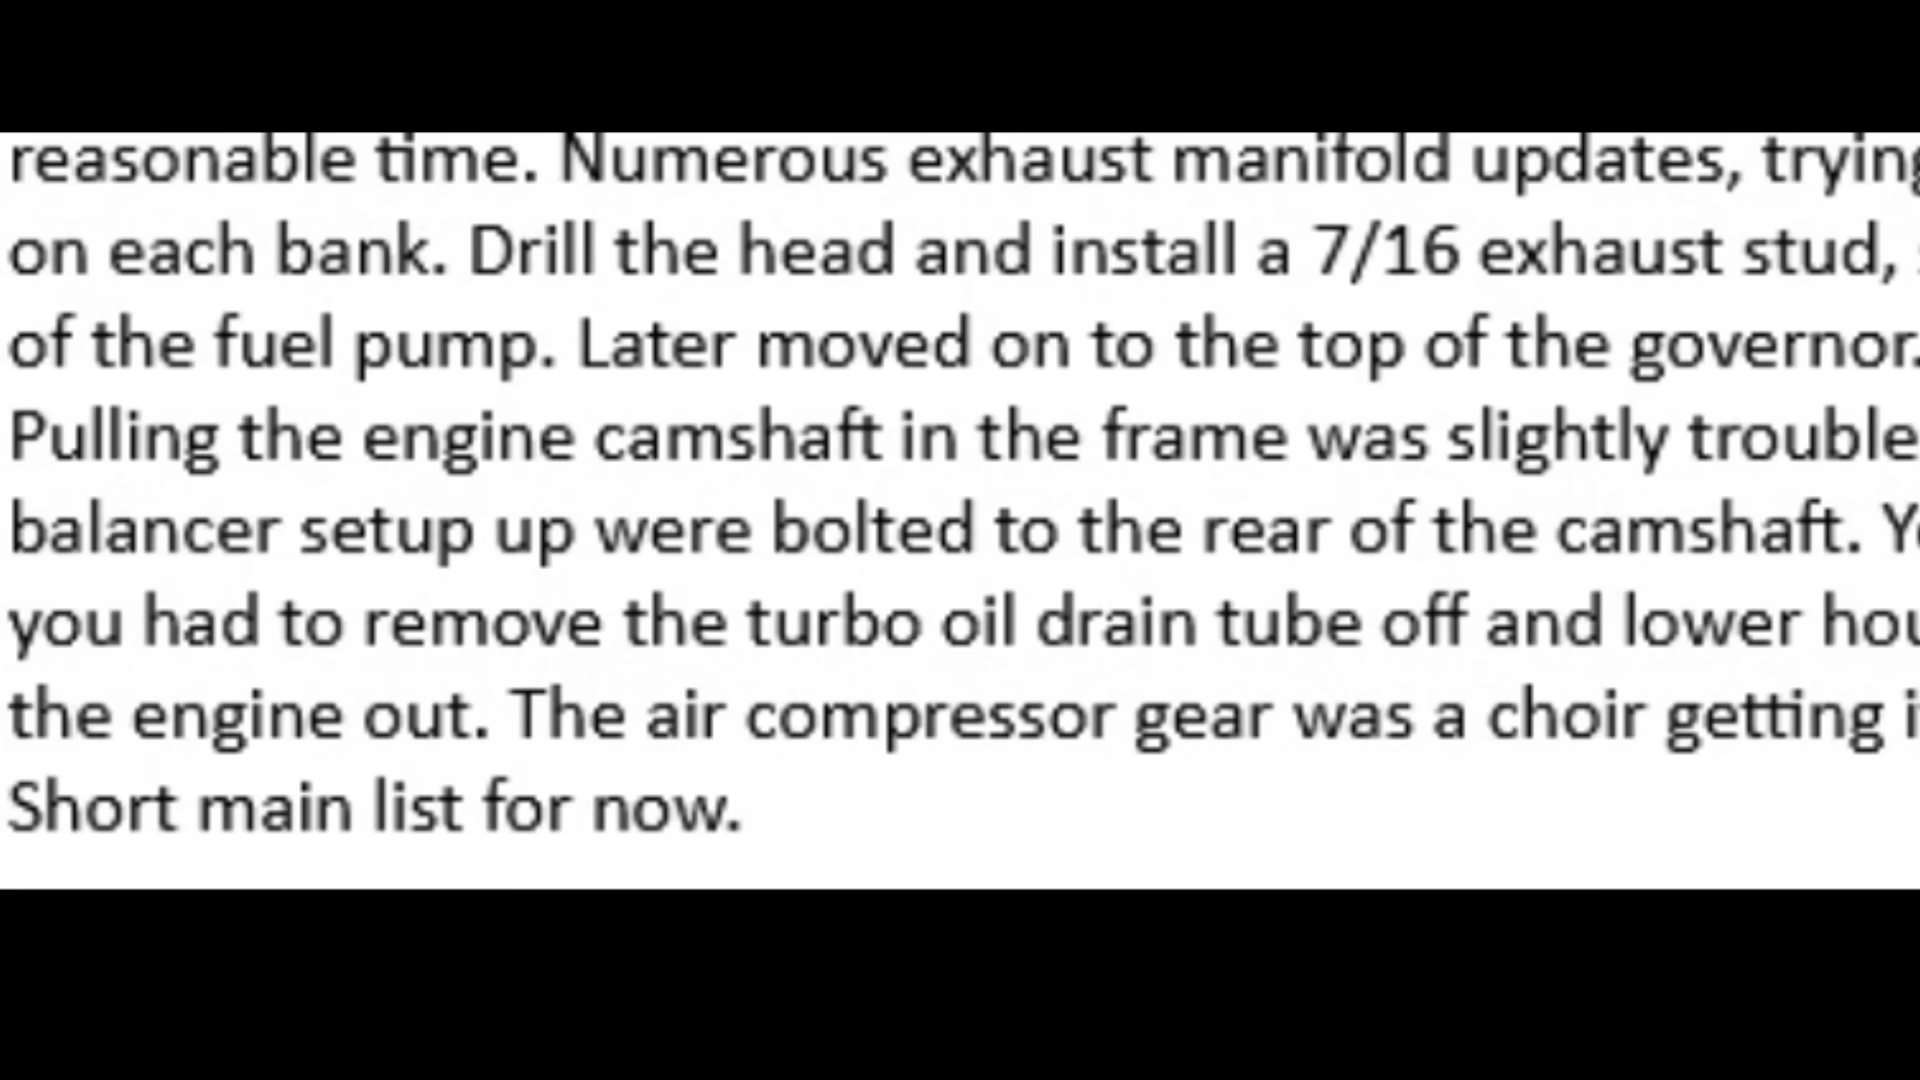 reasonable time. Numerous exhaust manifold updates, trying
on each bank. Drill the head and install a 7/16 exhaust stud,
of the fuel pump. Later moved on to the top of the governor.
Pulling the engine camshaft in the frame was slightly trouble
balancer setup up were bolted to the rear of the camshaft.
you had to remove the turbo oil drain tube off and lower
the engine out. The air compressor gear was a choir getting
Short main list for now.